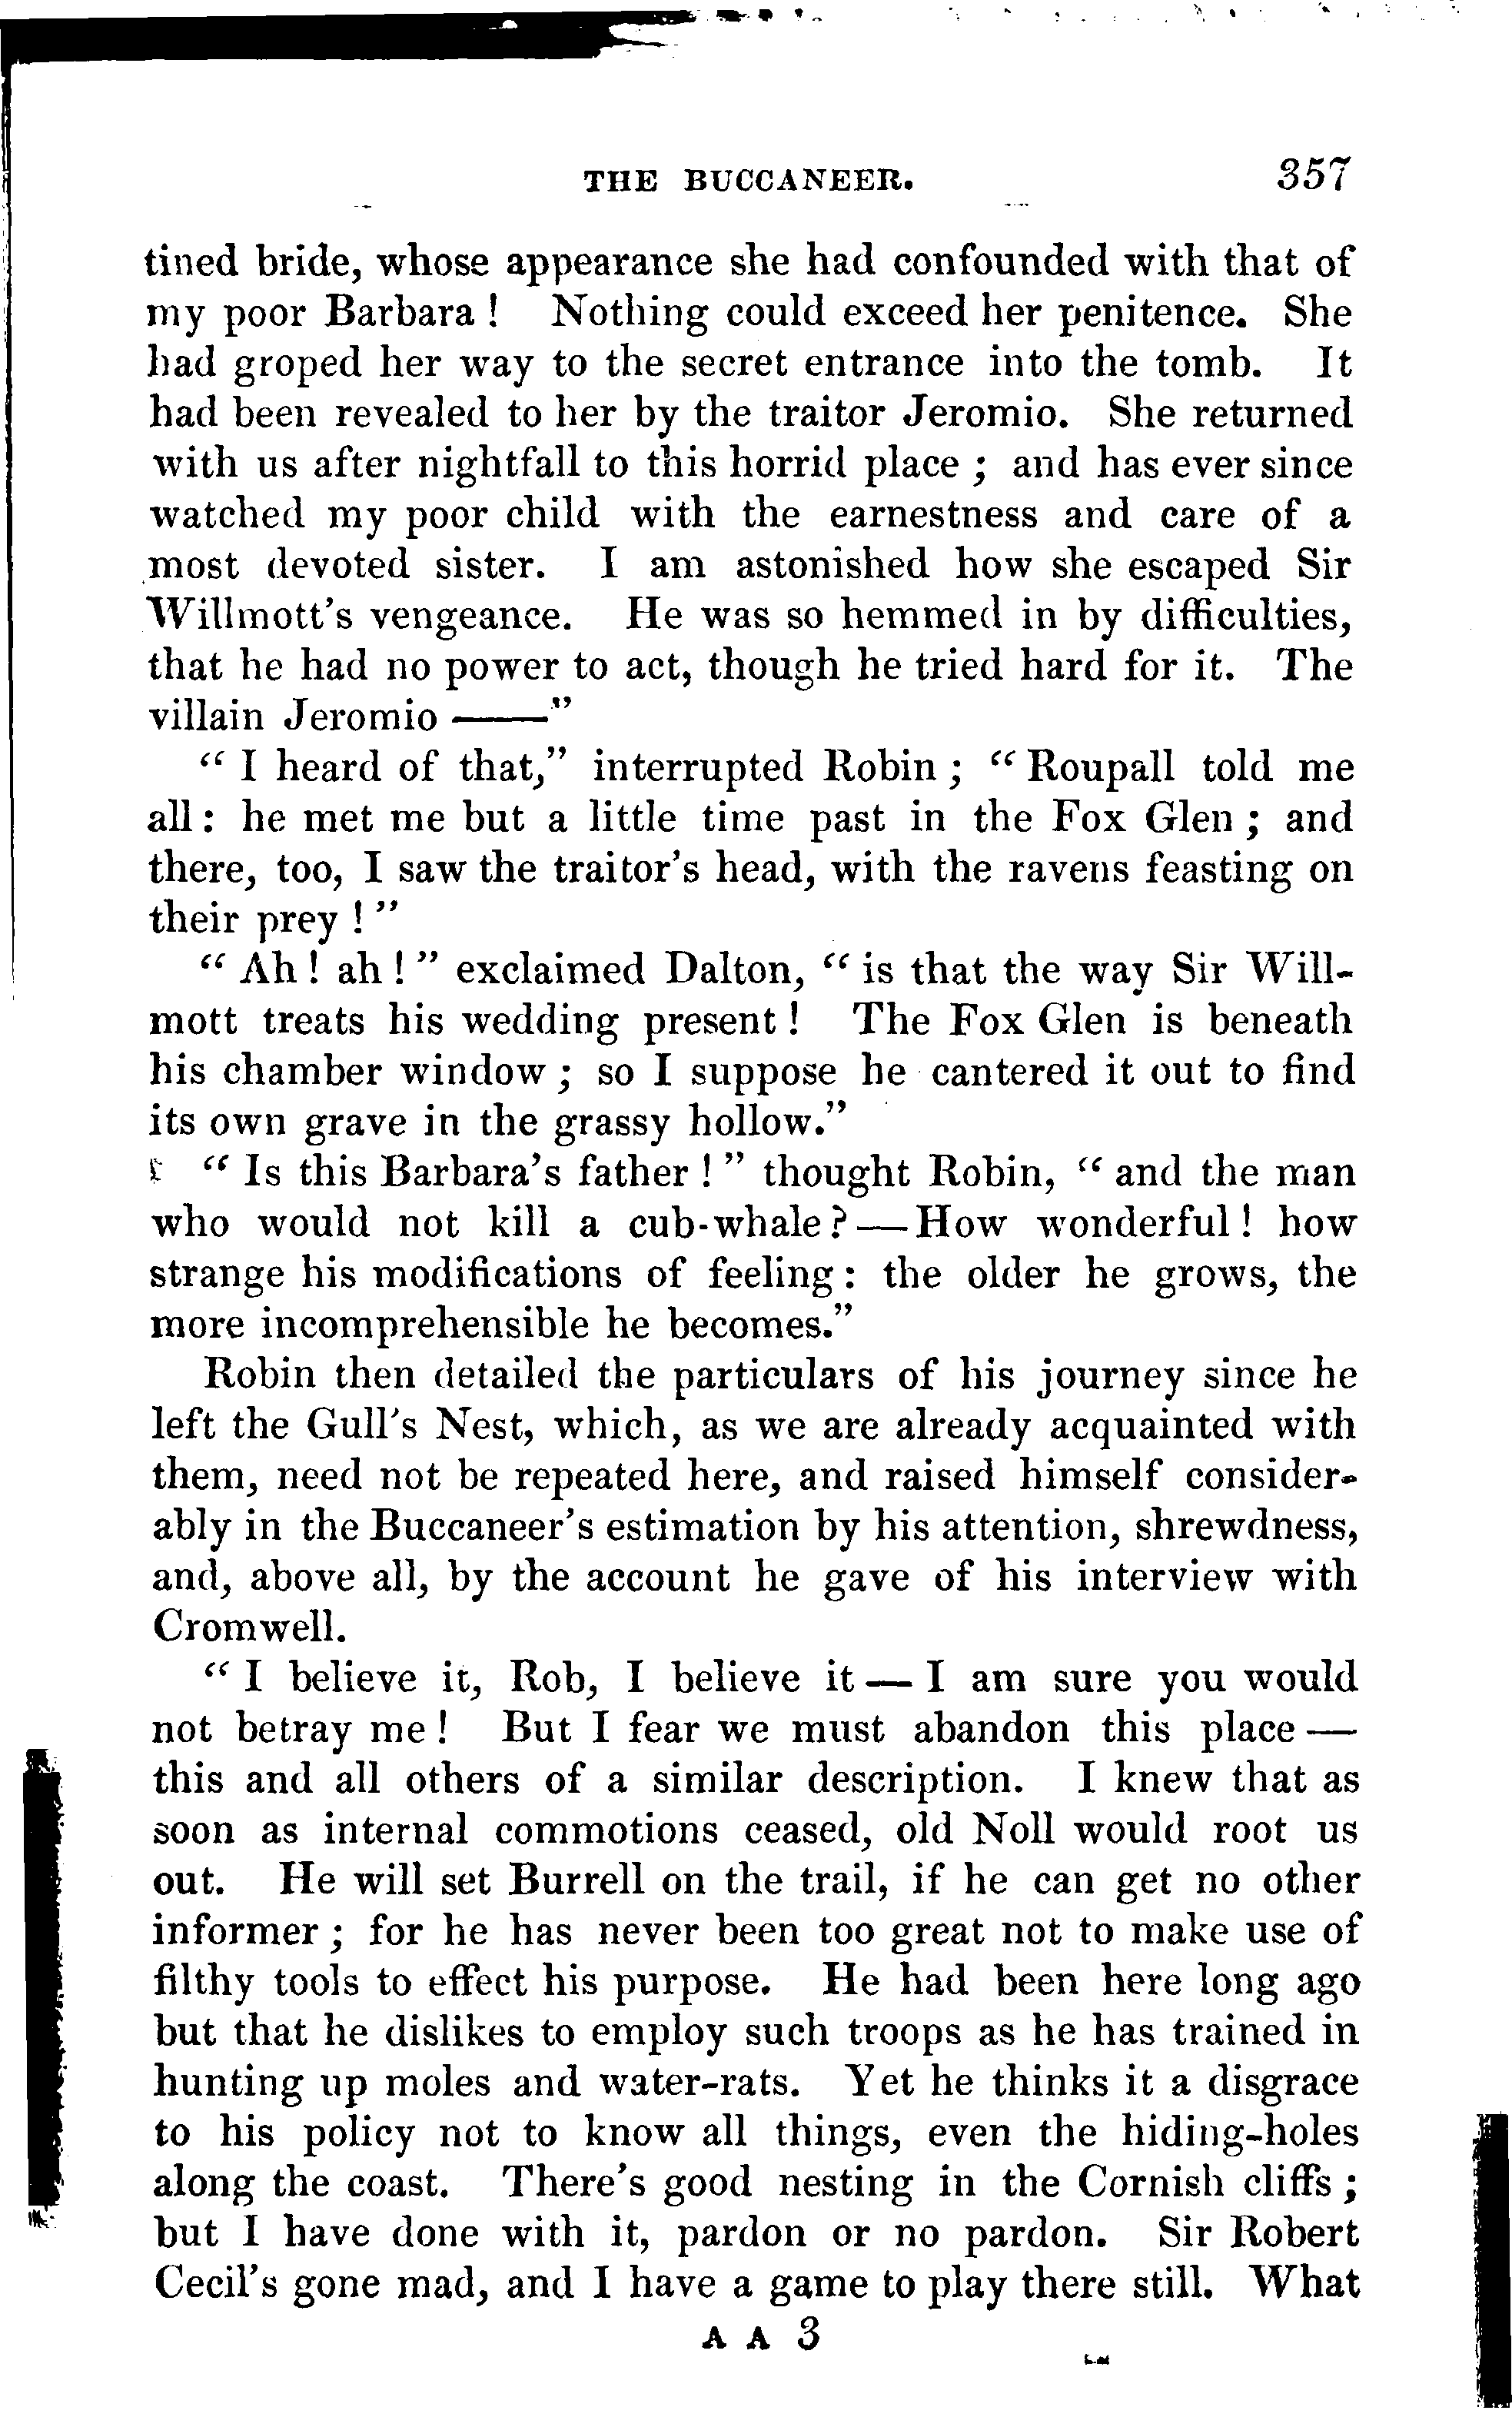 THE BUCCANEER. 357
tined bride, whose appearance she had confounded with that of
my poor Barbara ! Nothing could exceed her penitence. She
had groped her way to the secret entrance into the tomb. It
had been revealed to her by the traitor Jeromio. She returned
with us after nightfall to this horrid place ; and has ever since
watched my poor child with the earnestness and care of a
most devoted sister. I am astonished how she escaped Sir
Willmott's vengeance. He was so hemmed in by difficulties,
that he had no power to act, though he tried hard for it. The
villain Jeromio ——"
" I heard of that," interrupted Robin ; " Roupall told me
all : he met me but a little time past in the Fox Glen ; and
there, too, I saw the traitor's head, with the ravens feasting on
their prey ! "
" Ah ! ah ! " exclaimed Dalton, " is that the way Sir Will-
mott treats his wedding present ! The Fox Glen is beneath
his chamber window ; so I suppose he cantered it out to find
its own grave in the grassy hollow."
" Is this Barbara's father ! " thought Robin, " and the man
who would not kill a cub-whale ? — How wonderful ! how
strange his modifications of feeling : the older he grows, the
more incomprehensible he becomes."
Robin then detailed the particulars of his journey since he
left the Gull's Nest, which, as we are already acquainted with
them, need not be repeated here, and raised himself consider-
ably in the Buccaneer's estimation by his attention, shrewdness,
and, above all, by the account he gave of his interview with
Cromwell.
" I believe it, Rob, I believe it — I am sure you would
not betray me ! But I fear we must abandon this place —
this and all others of a similar description. I knew that as
soon as internal commotions ceased, old Noll would root us
out. He will set Burrell on the trail, if he can get no other
informer ; for he has never been too great not to make use of
filthy tools to effect his purpose. He had been here long ago
but that he dislikes to employ such troops as he has trained in
hunting up moles and water-rats. Yet he thinks it a disgrace
to his policy not to know all things, even the hiding-holes
along the coast. There's good nesting in the Cornish cliffs ;
but I have done with it, pardon or no pardon. Sir Robert
Cecil's gone mad, and I have a game to play there still. What
A A 3